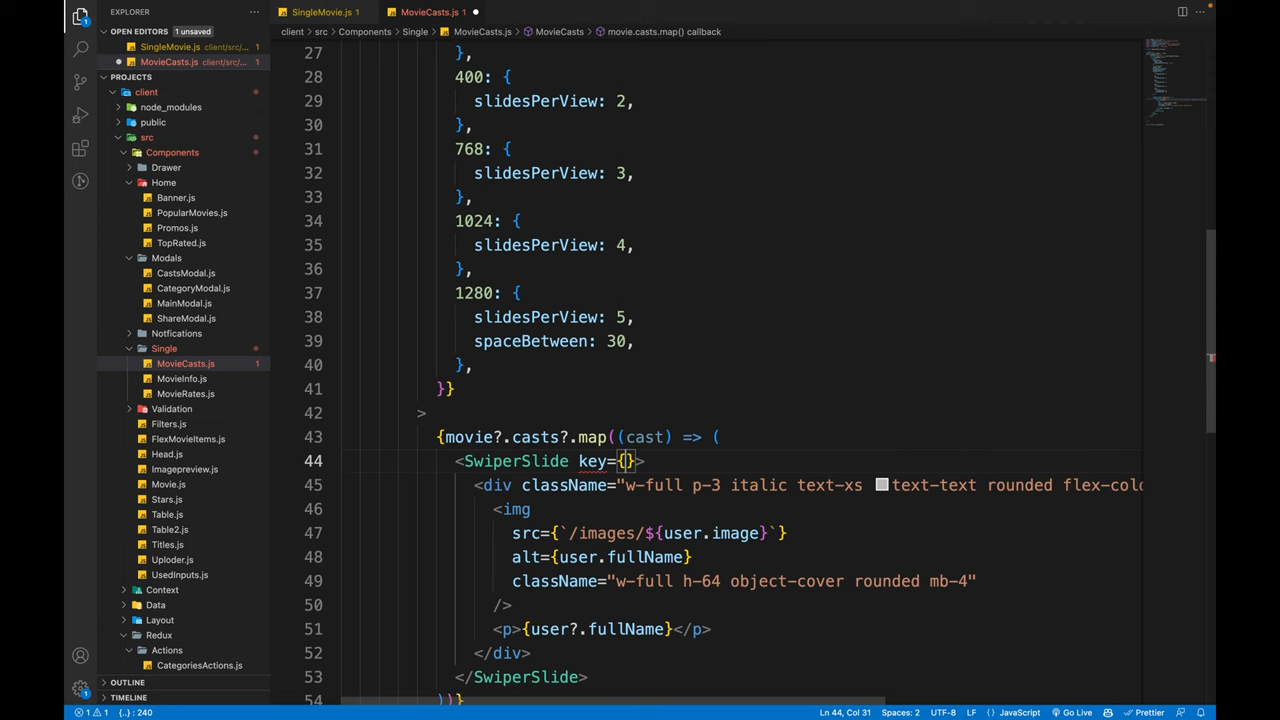 EXPLORER
SingleMovie.js 1
MovieCasts.js 1
OPEN EDITORS 1 unsaved
SingleMovie.js client/src/... 1
MovieCasts.js client/src/... 1
client > src > Components > Single > MovieCasts.js > MovieCasts > movie.casts.map() callback
PROJECTS
client
node_modules
public
src
Components
Drawer
Home
Banner.js
PopularMovies.js
Promos.js
TopRated.js
Modals
CastsModal.js
CategoryModal.js
MainModal.js
ShareModal.js
Notfications
Single
MovieCasts.js 1
MovieInfo.js
MovieRates.js
Validation
Filters.js
FlexMovieItems.js
Head.js
Imagepreview.js
Movie.js
Stars.js
Table.js
Table2.js
Titles.js
Uploder.js
UsedInputs.js
Context
Data
Layout
Redux
Actions
CategoriesActions.js
OUTLINE
TIMELINE
27 },
28 400: {
29 slidesPerView: 2,
30 },
31 768: {
32 slidesPerView: 3,
33 },
34 1024: {
35 slidesPerView: 4,
36 },
37 1280: {
38 slidesPerView: 5,
39 spaceBetween: 30,
40 },
41 }}
42 >
43 {movie?.casts?.map((cast) => (
44 <SwiperSlide key={}>
45 <div className="w-full p-3 italic text-xs text-text rounded flex-colo
46 <img
47 src={`/images/${user.image}`}
48 alt={user.fullName}
49 className="w-full h-64 object-cover rounded mb-4"
50 />
51 <p>{user?.fullName}</p>
52 </div>
53 </SwiperSlide>
54 ))}
1 1 {..} : 240
Ln 44, Col 31 Spaces: 2 UTF-8 LF {} JavaScript Go Live Prettier